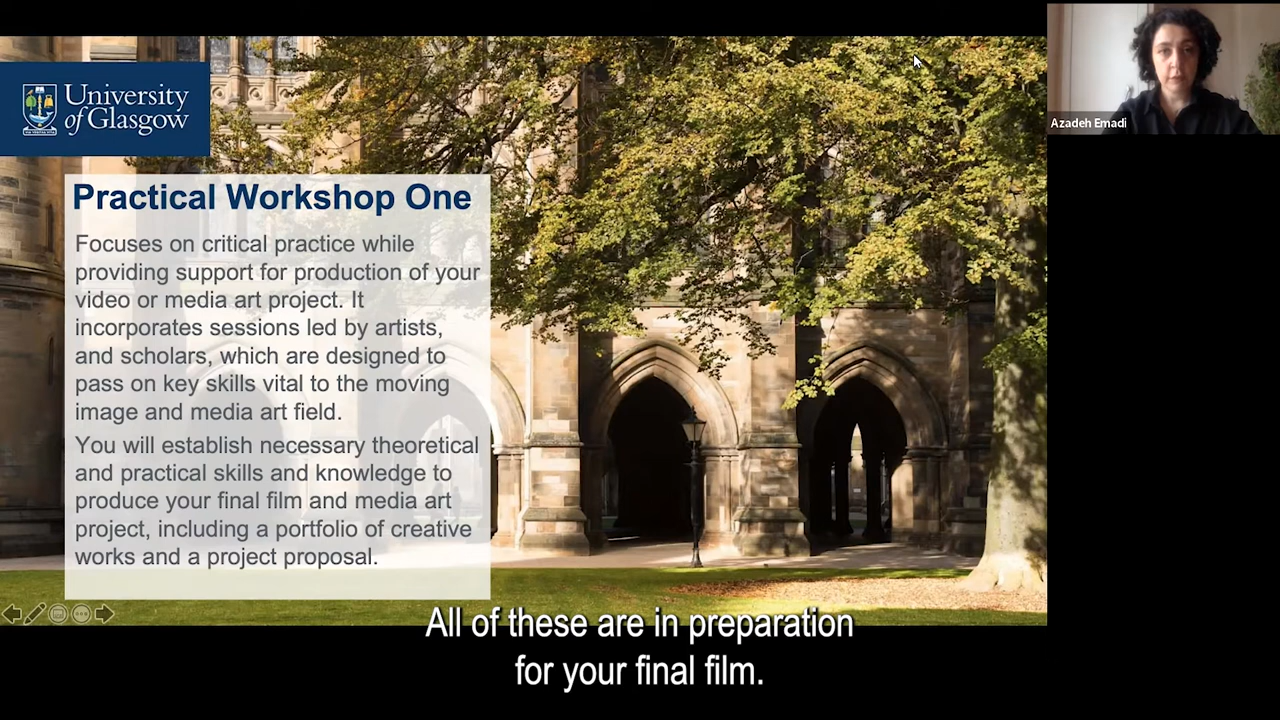 University
of Glasgow
Azadeh Emadi
Practical Workshop One
Focuses on critical practice while
providing support for production of your
video or media art project. It
incorporates sessions led by artists,
and scholars, which are designed to
pass on key skills vital to the moving
image and media art field.
You will establish necessary theoretical
and practical skills and knowledge to
produce your final film and media art
project, including a portfolio of creative
works and a project proposal.
All of these are in preparation
for your final film.